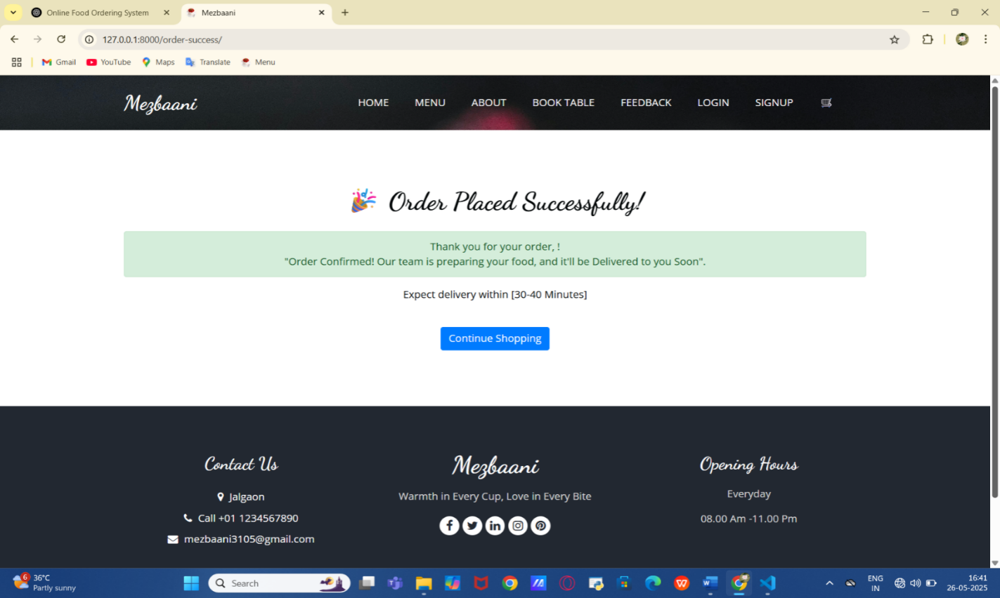 Online Food Ordering System
Mezbaani
127.0.0.1:8000/order-success/
Gmail YouTube Maps Translate Menu
Mezbaani HOME MENU ABOUT BOOK TABLE FEEDBACK LOGIN SIGNUP
Order Placed Successfully!
Thank you for your order, !
"Order Confirmed! Our team is preparing your food, and it'll be Delivered to you Soon".
Expect delivery within [30-40 Minutes]
Continue Shopping
Contact Us
Jalgaon
Call +01 1234567890
mezbaani3105@gmail.com
Mezbaani
Warmth in Every Cup, Love in Every Bite
Opening Hours
Everyday
08.00 Am -11.00 Pm
6
36°C
Partly sunny
Search
ENG
IN
16:41
26-05-2025